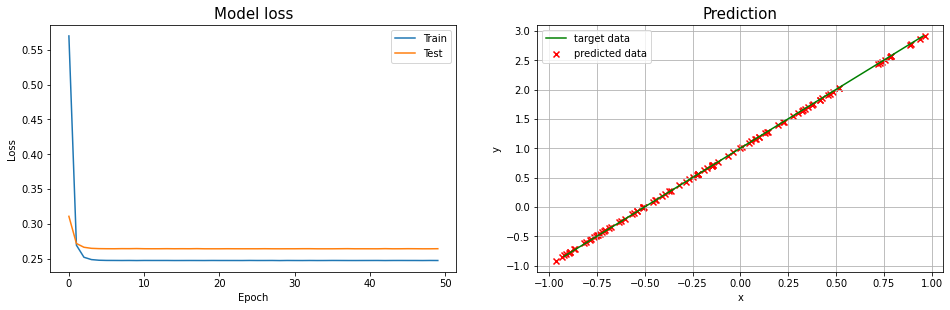 Model loss
Train
Test
0.55
0.50
0.45
0.40
0.35
0.30
0.25
Loss
0 10 20 30 40 50
Epoch
Prediction
target data
predicted data
3.0
2.5
2.0
1.5
1.0
0.5
0.0
−0.5
−1.0
y
−1.00 −0.75 −0.50 −0.25 0.00 0.25 0.50 0.75 1.00
x